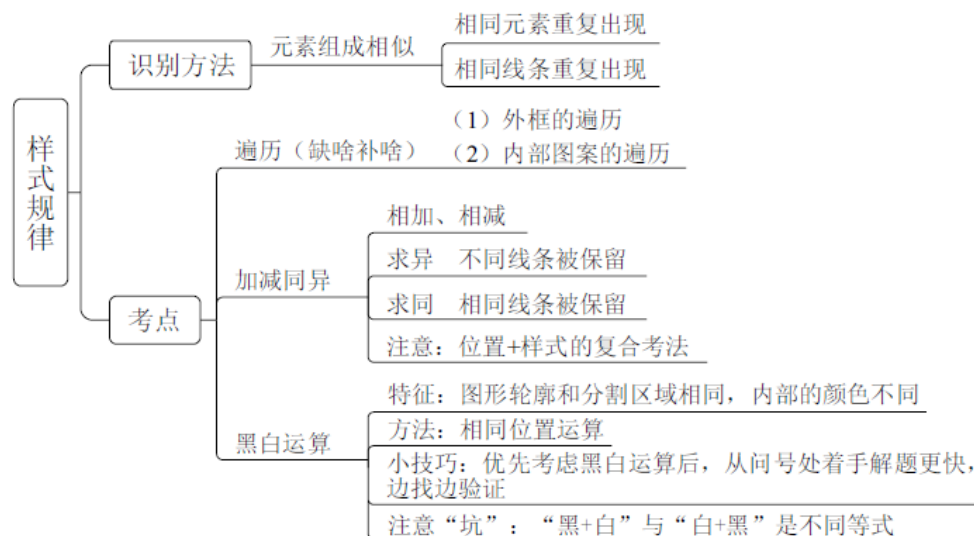 样式规律
识别方法
元素组成相似
相同元素重复出现
相同线条重复出现
考点
遍历（缺啥补啥）
（1）外框的遍历
（2）内部图案的遍历
加减同异
相加、相减
求异 不同线条被保留
求同 相同线条被保留
注意：位置+样式的复合考法
黑白运算
特征：图形轮廓和分割区域相同，内部的颜色不同
方法：相同位置运算
小技巧：优先考虑黑白运算后，从问号处着手解题更快，
边找边验证
注意“坑”：“黑+白”与“白+黑”是不同等式